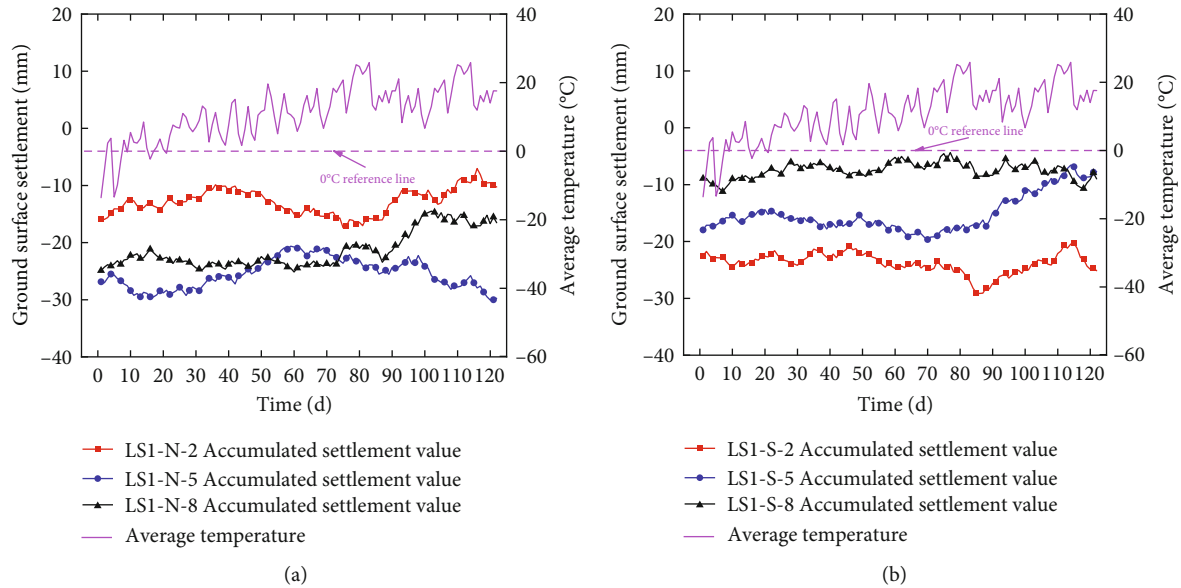 20
10
0
−10
−20
−30
−40
Ground surface settlement (mm)
40
20
0
−20
−40
−60
Average temperature (°C)
0°C reference line
0 10 20 30 40 50 60 70 80 90 100 110 120
Time (d)
LS1-N-2 Accumulated settlement value
LS1-N-5 Accumulated settlement value
LS1-N-8 Accumulated settlement value
Average temperature
(a)
20
10
0
−10
−20
−30
−40
Ground surface settlement (mm)
40
20
0
−20
−40
−60
Average temperature (°C)
0°C reference line
0 10 20 30 40 50 60 70 80 90 100 110 120
Time (d)
LS1-S-2 Accumulated settlement value
LS1-S-5 Accumulated settlement value
LS1-S-8 Accumulated settlement value
Average temperature
(b)